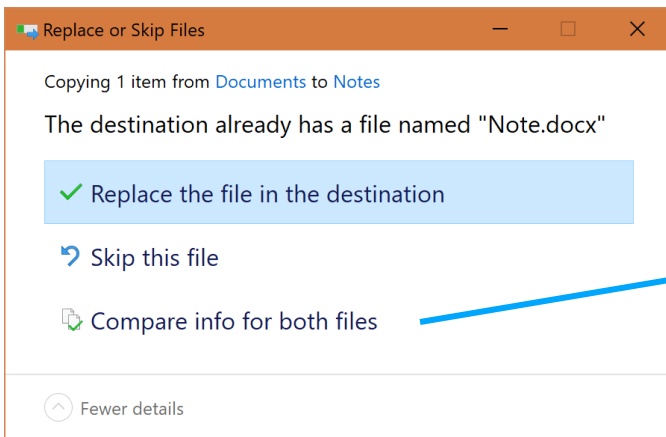 Replace or Skip Files
Copying 1 item from Documents to Notes
The destination already has a file named "Note.docx"
Replace the file in the destination
Skip this file
Compare info for both files
Fewer details